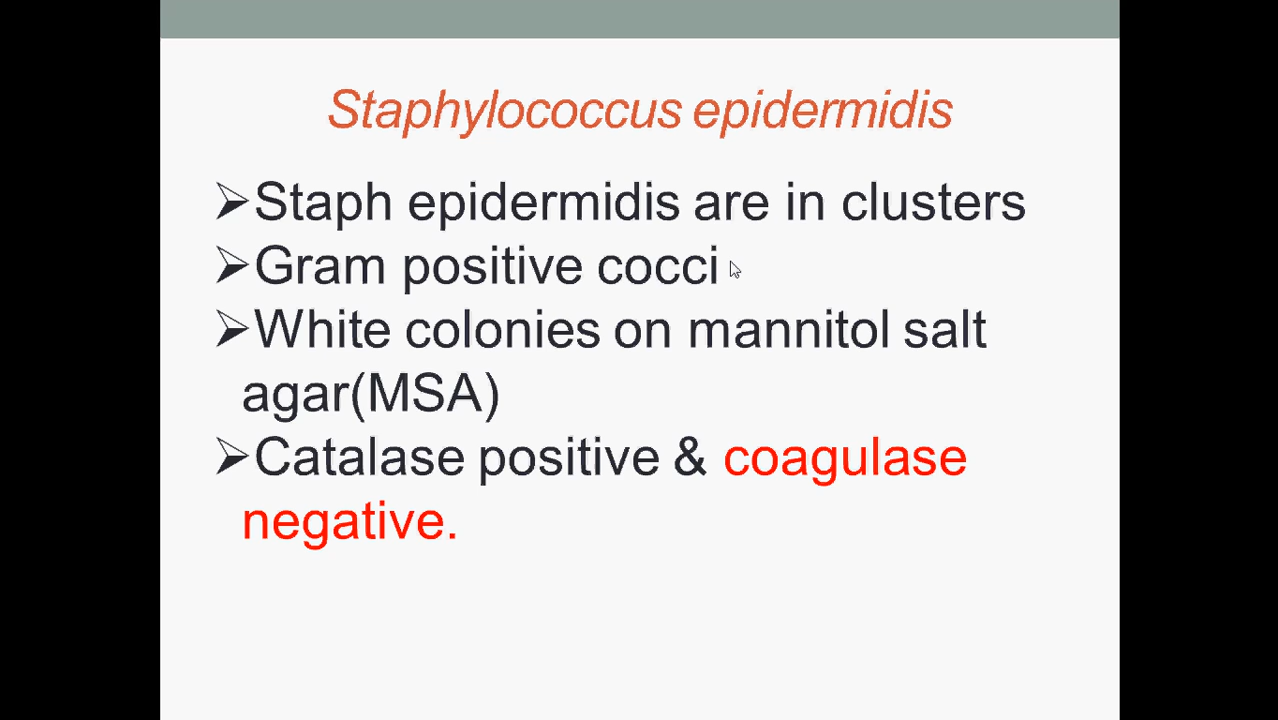 Staphylococcus epidermidis
➢Staph epidermidis are in clusters
➢Gram positive cocci
➢White colonies on mannitol salt
agar(MSA)
➢Catalase positive & coagulase
negative.